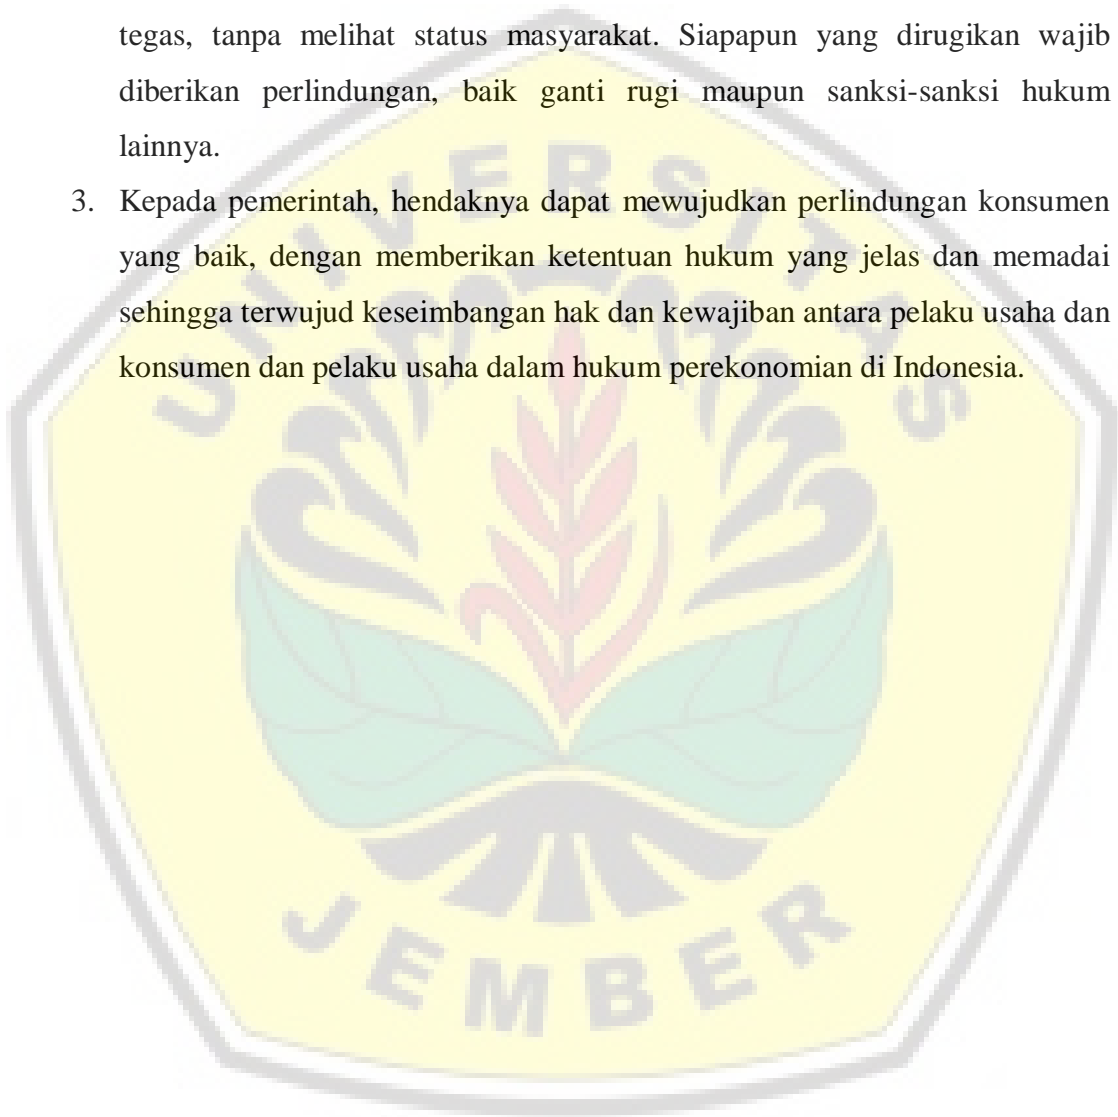 tegas, tanpa melihat status masyarakat. Siapapun yang dirugikan wajib
diberikan perlindungan, baik ganti rugi maupun sanksi-sanksi hukum
lainnya.
3. Kepada pemerintah, hendaknya dapat mewujudkan perlindungan konsumen
yang baik, dengan memberikan ketentuan hukum yang jelas dan memadai
sehingga terwujud keseimbangan hak dan kewajiban antara pelaku usaha dan
konsumen dan pelaku usaha dalam hukum perekonomian di Indonesia.
UNIVERSITAS
JEMBER